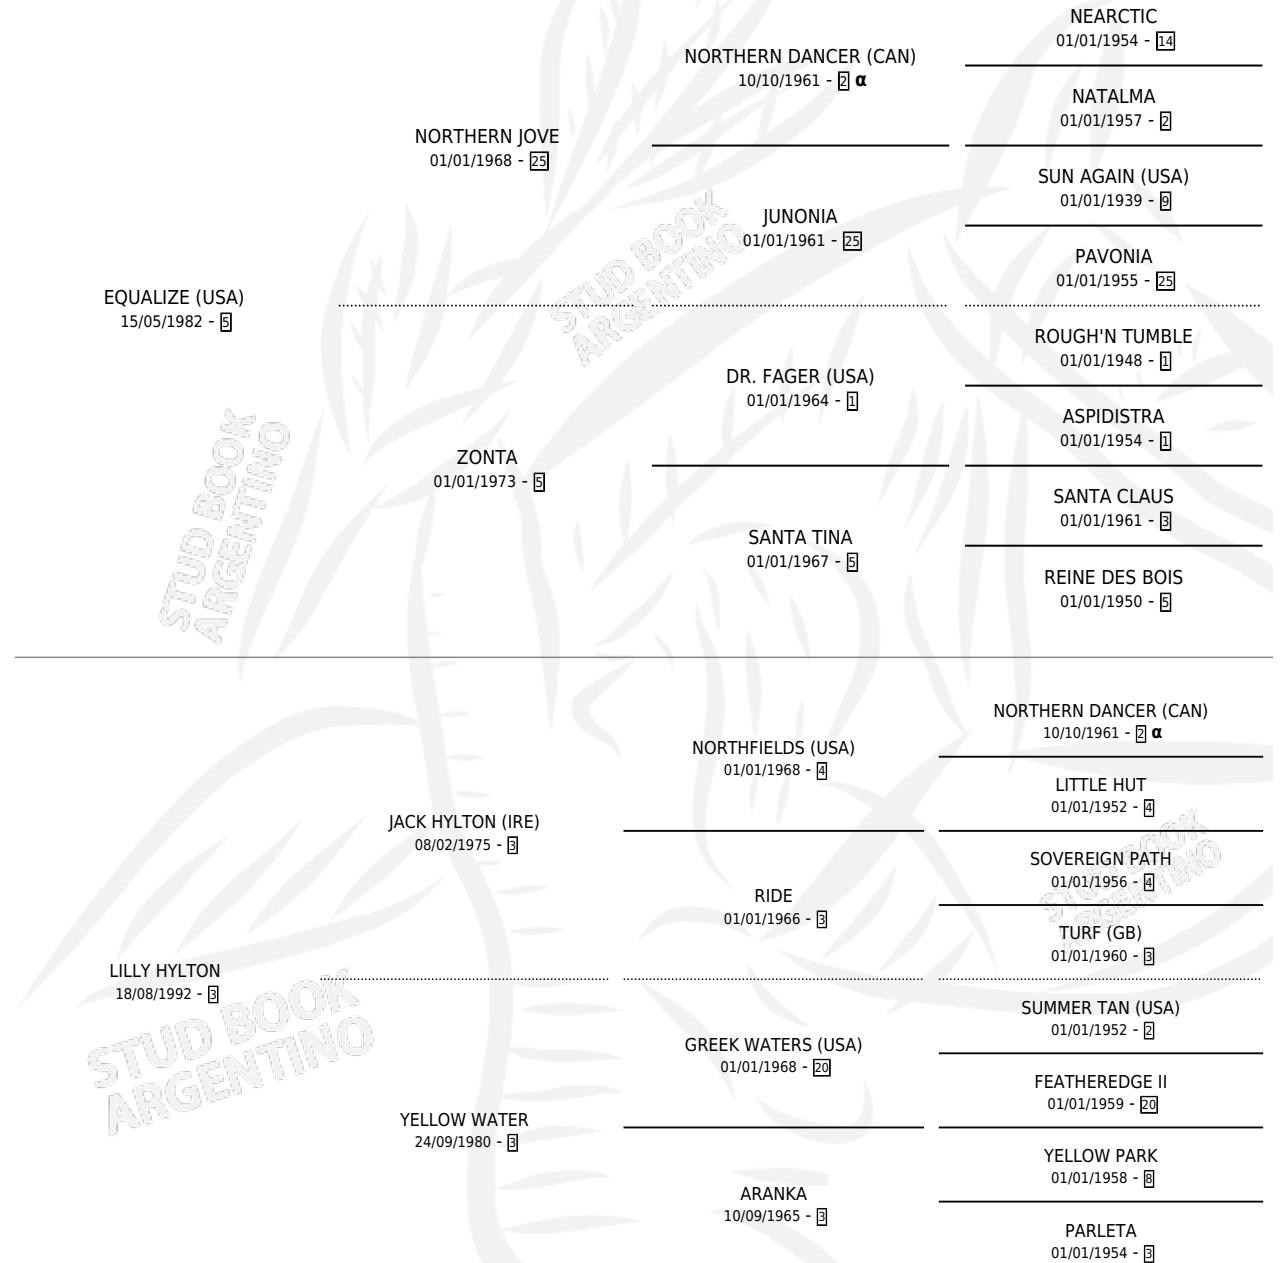 NEARCTIC
01/01/1954 - 14
NORTHERN DANCER (CAN)
10/10/1961 - 2 α
NATALMA
01/01/1957 - 2
NORTHERN JOVE
01/01/1968 - 25
SUN AGAIN (USA)
01/01/1939 - 9
JUNONIA
01/01/1961 - 25
PAVONIA
01/01/1955 - 25
EQUALIZE (USA)
15/05/1982 - 5
ROUGH'N TUMBLE
01/01/1948 - 1
DR. FAGER (USA)
01/01/1964 - 1
ASPIDISTRA
01/01/1954 - 1
ZONTA
01/01/1973 - 5
SANTA CLAUS
01/01/1961 - 3
SANTA TINA
01/01/1967 - 5
REINE DES BOIS
01/01/1950 - 5
NORTHERN DANCER (CAN)
10/10/1961 - 2 α
NORTHFIELDS (USA)
01/01/1968 - 4
LITTLE HUT
01/01/1952 - 4
JACK HYLTON (IRE)
08/02/1975 - 3
SOVEREIGN PATH
01/01/1956 - 4
RIDE
01/01/1966 - 3
TURF (GB)
01/01/1960 - 3
LILLY HYLTON
18/08/1992 - 3
SUMMER TAN (USA)
01/01/1952 - 2
GREEK WATERS (USA)
01/01/1968 - 20
FEATHEREDGE II
01/01/1959 - 20
YELLOW WATER
24/09/1980 - 3
YELLOW PARK
01/01/1958 - 8
ARANKA
10/09/1965 - 3
PARLETA
01/01/1954 - 3
STUD BOOK
ARGENTINO
STUD BOOK
ARGENTINO
STUD BOOK
ARGENTINO
STUD BOOK
ARGENTINO